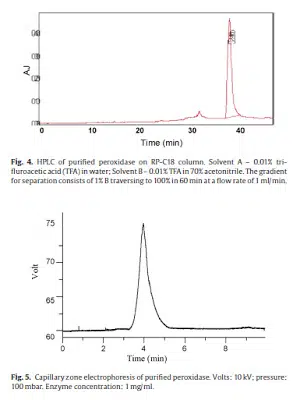 AU
0
10
20
30
40
Time (min)
Fig. 4. HPLC of purified peroxidase on RP-C18 column. Solvent A – 0.01% tri-
fluroacetic acid (TFA) in water; Solvent B – 0.01% TFA in 70% acetonitrile. The gradient
for separation consists of 1% B traversing to 100% in 60 min at a flow rate of 1 ml/min.
75
70
65
60
Volt
0 2 4 6 8
Time (min)
Fig. 5. Capillary zone electrophoresis of purified peroxidase. Volts: 10 kV; pressure:
100 mbar. Enzyme concentration: 1 mg/ml.